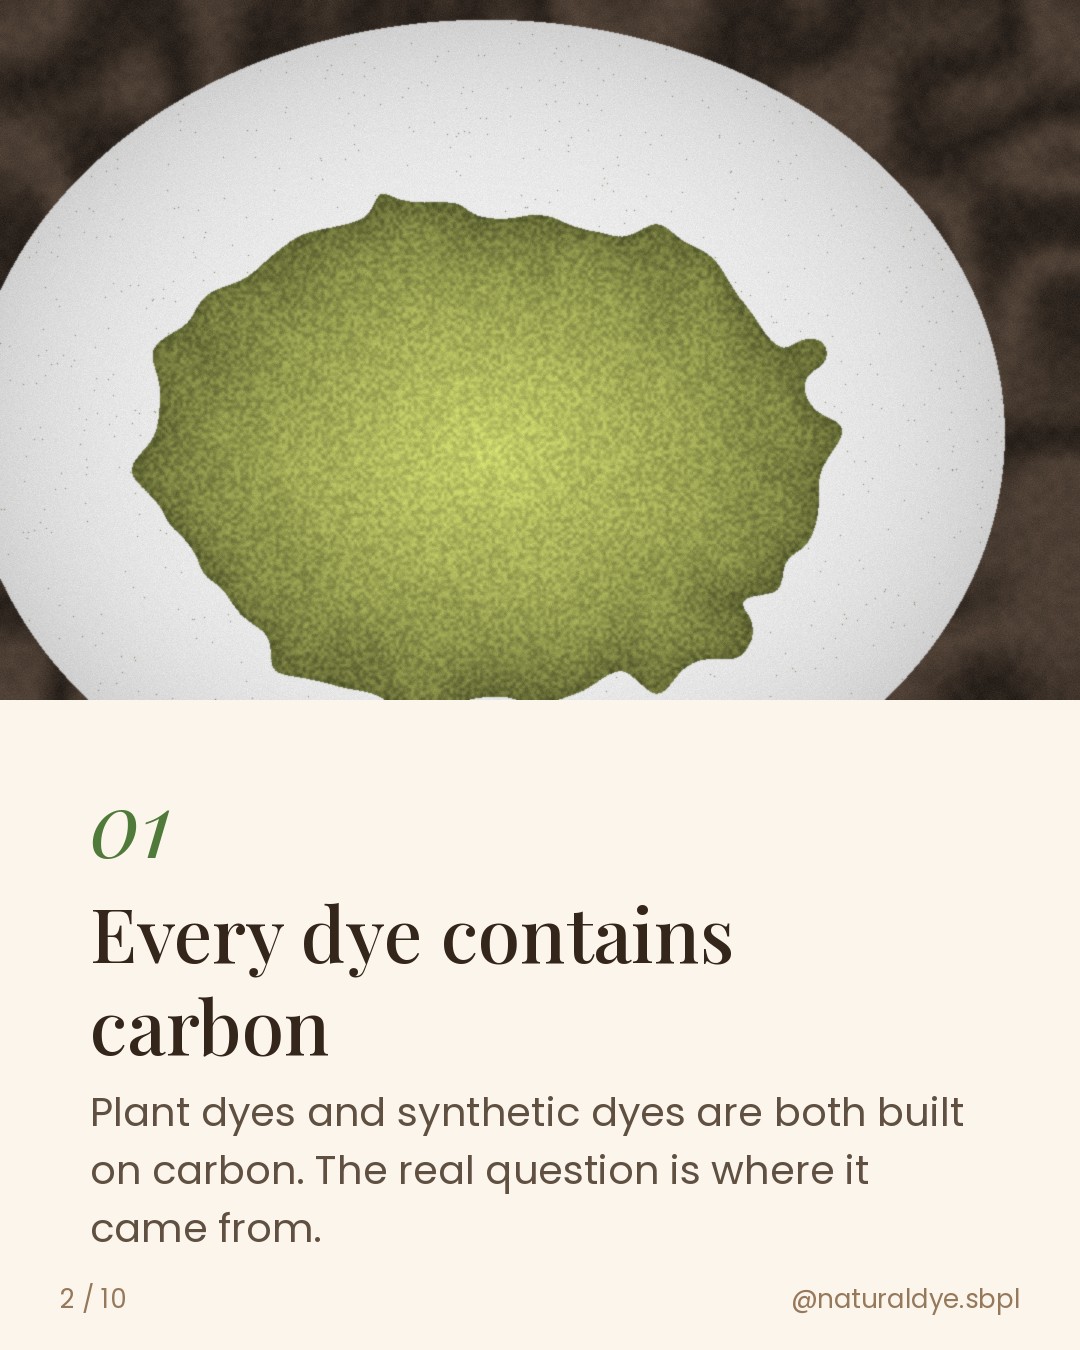 01
Every dye contains
carbon
Plant dyes and synthetic dyes are both built
on carbon. The real question is where it
came from.
2 / 10
@naturaldye.sbpl